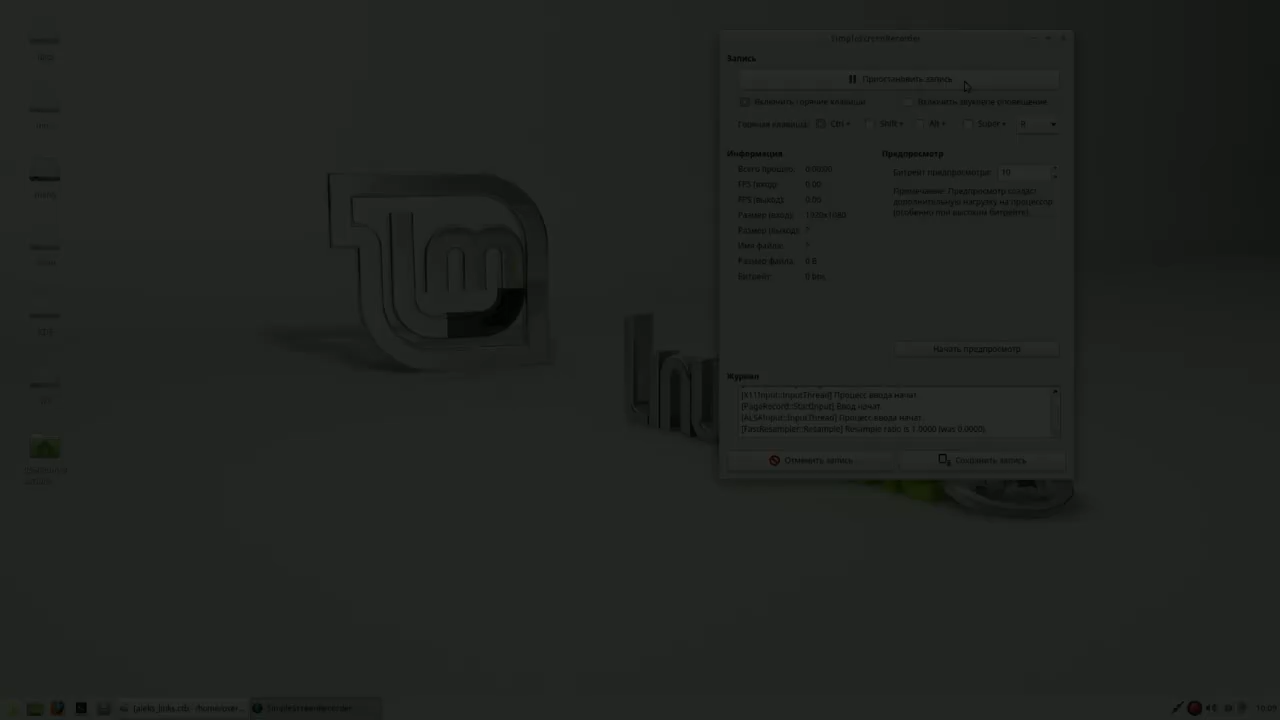 SimpleScreenRecorder
Запись
Приостановить запись
Включить горячие клавиши
Включить звуковое оповещение
Горячая клавиша: Ctrl + Shift + Alt + Super + R
Информация
Всего прошло: 0:00:00
FPS (вход): 0.00
FPS (выход): 0.00
Размер (вход): 1920x1080
Размер (выход): ?
Имя файла: ?
Размер файла: 0 B
Битрейт: 0 bps
Предпросмотр
Битрейт предпросмотра: 10
Примечание: Предпросмотр создаёт
дополнительную нагрузку на процессор
(особенно при высоком битрейте).
Начать предпросмотр
Журнал
[X11Input::InputThread] Процесс ввода начат.
[PageRecord::StartInput] Ввод начат.
[ALSAInput::InputThread] Процесс ввода начат.
[FastResampler::Resample] Resample ratio is 1.0000 (was 0.0000).
Отменить запись
Сохранить запись
SimpleScreenRecorder